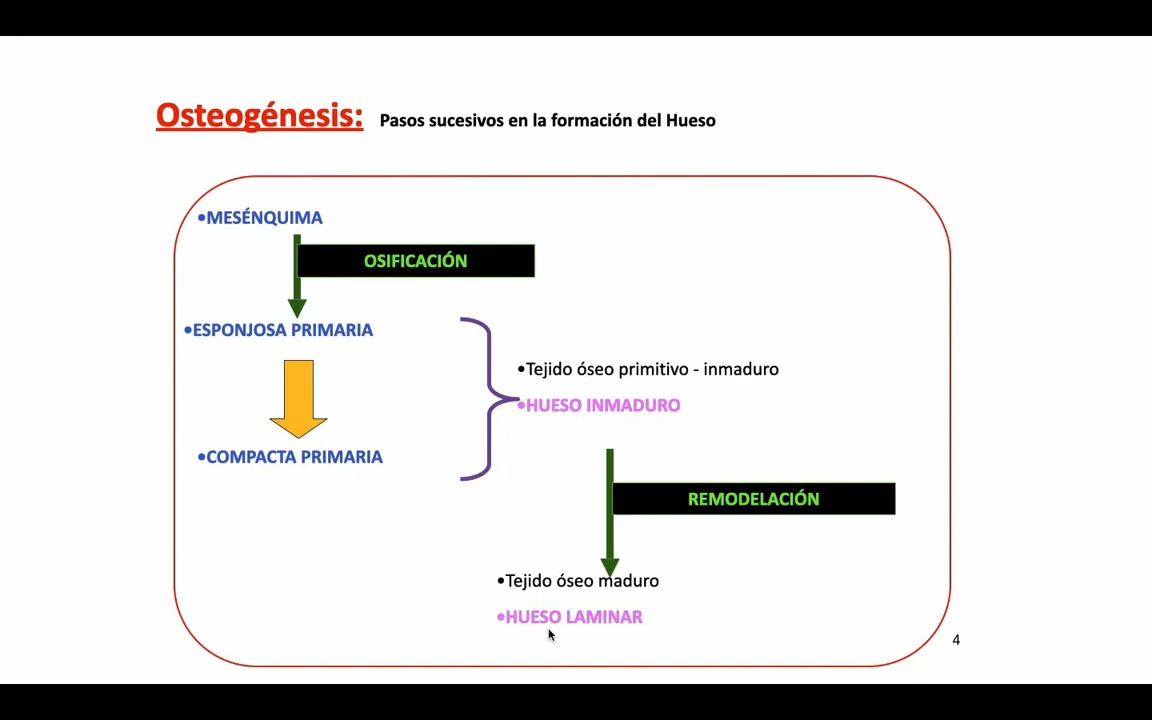 Osteogénesis: Pasos sucesivos en la formación del Hueso
•MESÉNQUIMA
OSIFICACIÓN
•ESPONJOSA PRIMARIA
•Tejido óseo primitivo - inmaduro
•HUESO INMADURO
•COMPACTA PRIMARIA
REMODELACIÓN
•Tejido óseo maduro
•HUESO LAMINAR
4